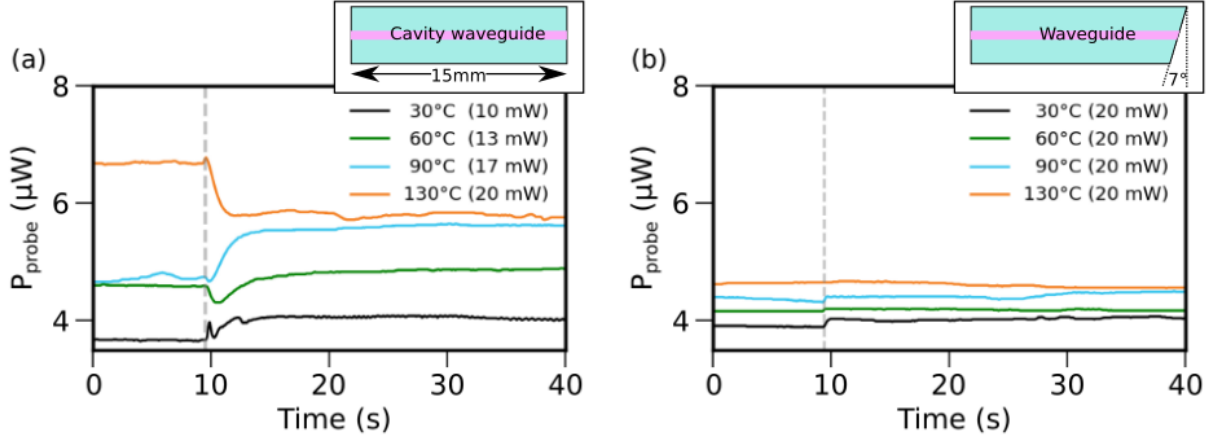 (a)
Cavity waveguide
15mm
8
6
4
P_probe (μW)
30°C (10 mW)
60°C (13 mW)
90°C (17 mW)
130°C (20 mW)
0 10 20 30 40
Time (s)
(b)
Waveguide
7°
8
6
4
P_probe (μW)
30°C (20 mW)
60°C (20 mW)
90°C (20 mW)
130°C (20 mW)
0 10 20 30 40
Time (s)